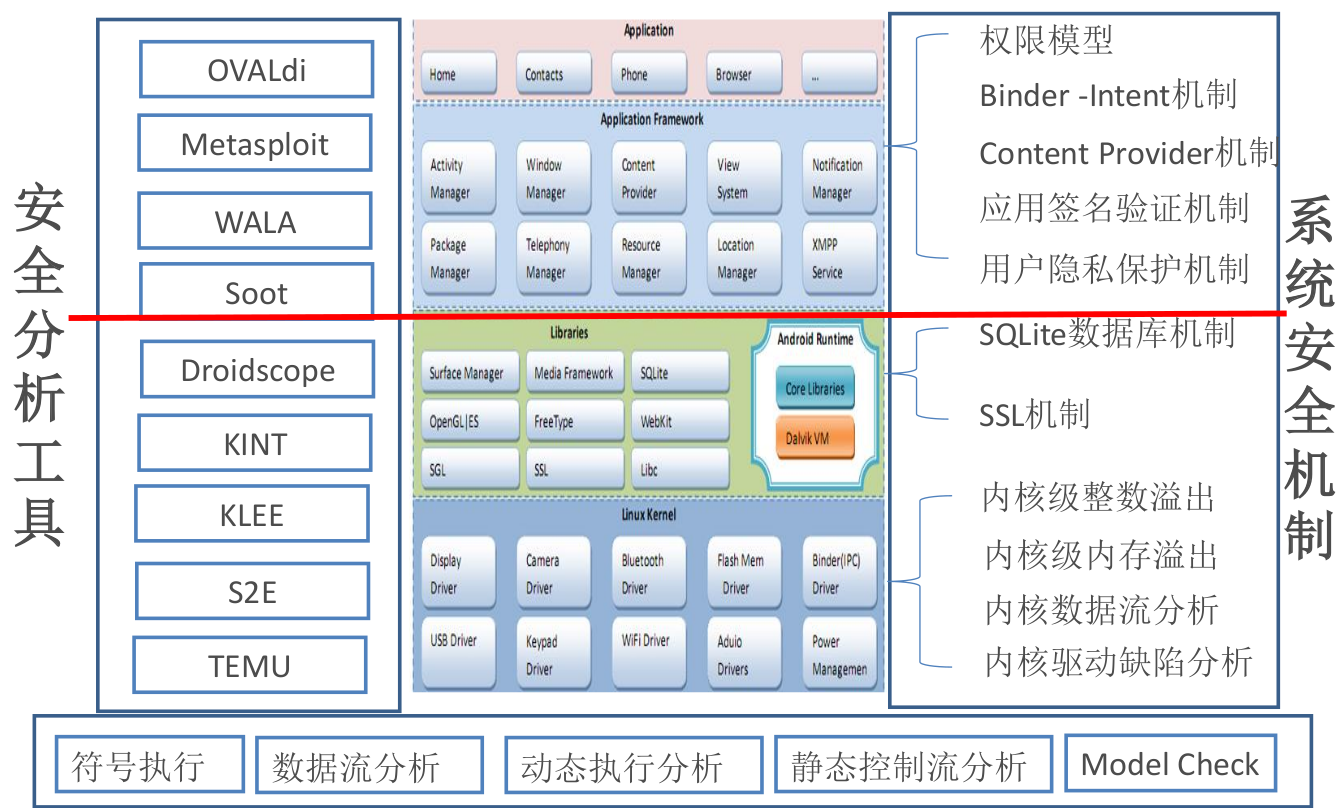 安全分析工具
OVALdi
Metasploit
WALA
Soot
Droidscope
KINT
KLEE
S2E
TEMU
Application
Home
Contacts
Phone
Browser
...
Application Framework
Activity
Manager
Window
Manager
Content
Provider
View
System
Notification
Manager
Package
Manager
Telephony
Manager
Resource
Manager
Location
Manager
XMPP
Service
Libraries
Surface Manager
Media Framework
SQLite
OpenGL|ES
FreeType
WebKit
SGL
SSL
Libc
Android Runtime
Core Libraries
Dalvik VM
Linux Kernel
Display
Driver
Camera
Driver
Bluetooth
Driver
Flash Mem
Driver
Binder(IPC)
Driver
USB Driver
Keypad
Driver
WiFi Driver
Aduio
Drivers
Power
Managemen
权限模型
Binder -Intent机制
Content Provider机制
应用签名验证机制
用户隐私保护机制
SQLite数据库机制
SSL机制
内核级整数溢出
内核级内存溢出
内核数据流分析
内核驱动缺陷分析
系统安全机制
符号执行
数据流分析
动态执行分析
静态控制流分析
Model Check